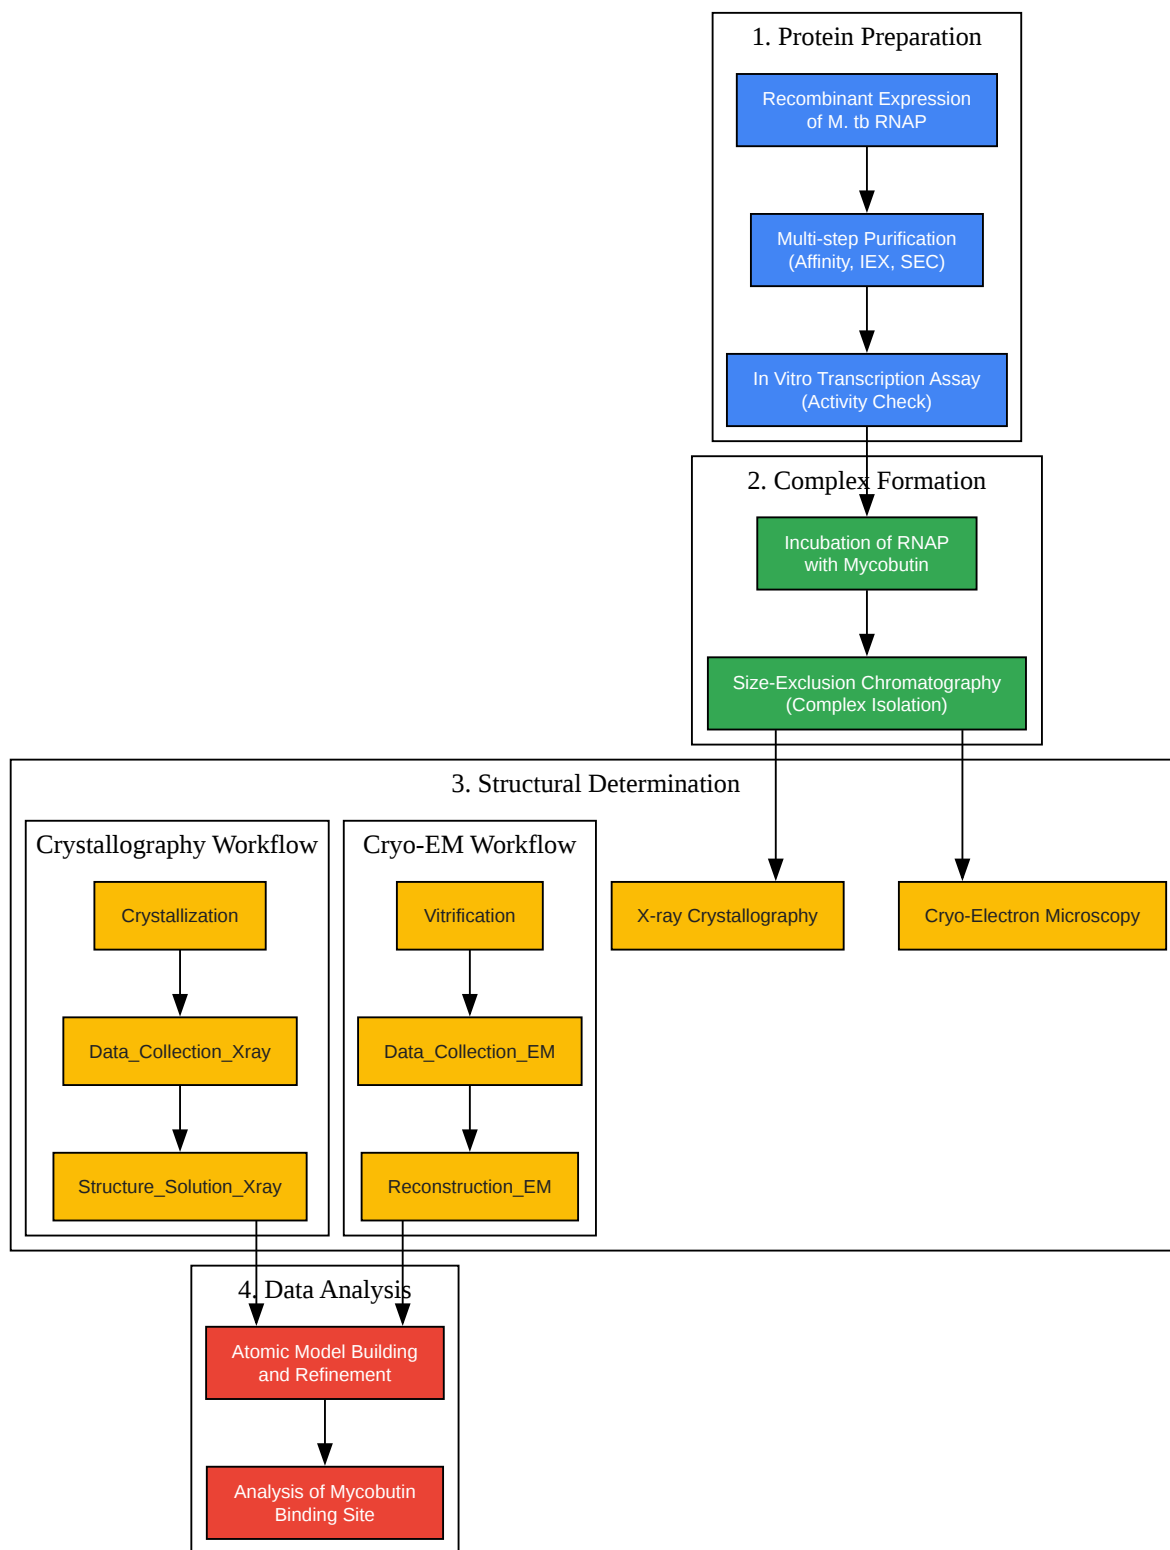 1. Protein Preparation
Recombinant Expression
of M. tb RNAP
Multi-step Purification
(Affinity, IEX, SEC)
In Vitro Transcription Assay
(Activity Check)
2. Complex Formation
Incubation of RNAP
with Mycobutin
Size-Exclusion Chromatography
(Complex Isolation)
3. Structural Determination
Crystallography Workflow
Crystallization
Data_Collection_Xray
Structure_Solution_Xray
Cryo-EM Workflow
Vitrification
Data_Collection_EM
Reconstruction_EM
X-ray Crystallography
Cryo-Electron Microscopy
4. Data Analysis
Atomic Model Building
and Refinement
Analysis of Mycobutin
Binding Site